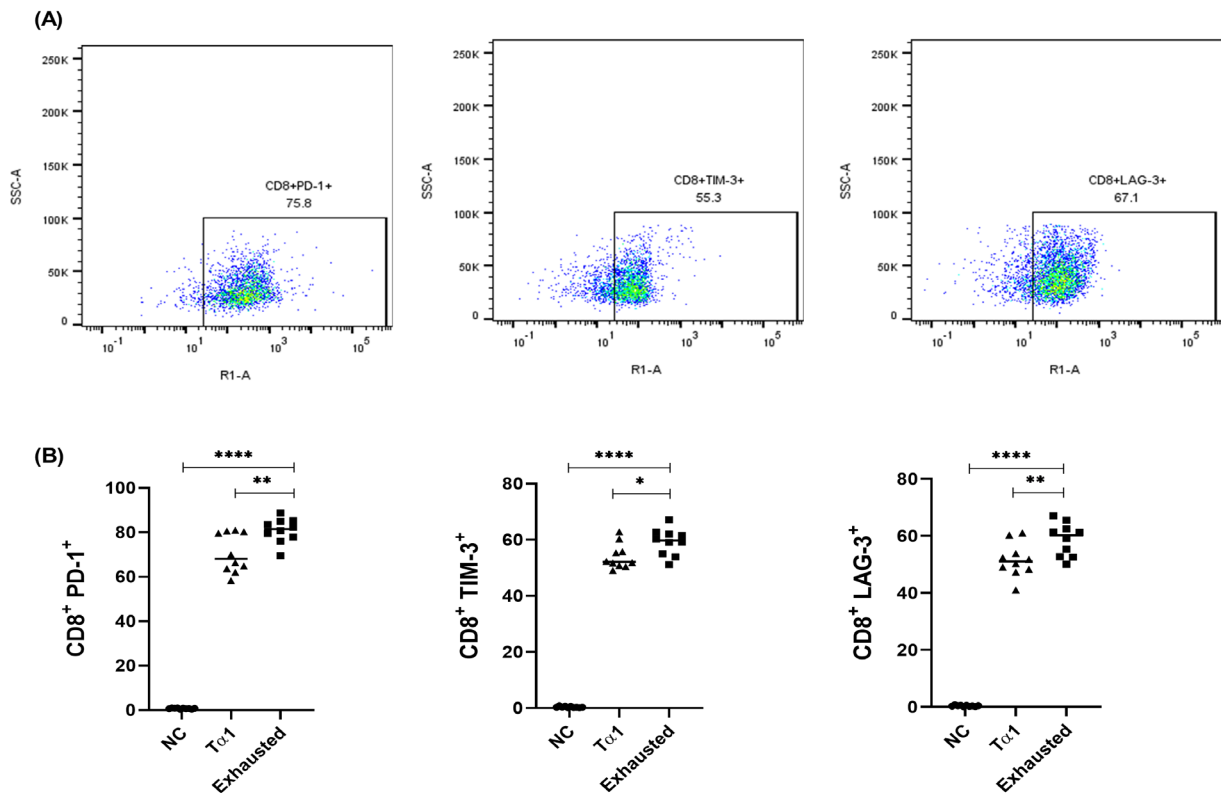 (A)
250K
200K
150K
100K
50K
0
SSC-A
CD8+PD-1+
75.8
10^-1 10^1 10^3 10^5
R1-A
250K
200K
150K
100K
50K
0
SSC-A
CD8+TIM-3+
55.3
10^-1 10^1 10^3 10^5
R1-A
250K
200K
150K
100K
50K
0
SSC-A
CD8+LAG-3+
67.1
10^-1 10^1 10^3 10^5
R1-A
(B)
****
**
100
80
60
40
20
0
CD8⁺ PD-1⁺
NC
Tα1
Exhausted
****
*
80
60
40
20
0
CD8⁺ TIM-3⁺
NC
Tα1
Exhausted
****
**
80
60
40
20
0
CD8⁺ LAG-3⁺
NC
Tα1
Exhausted